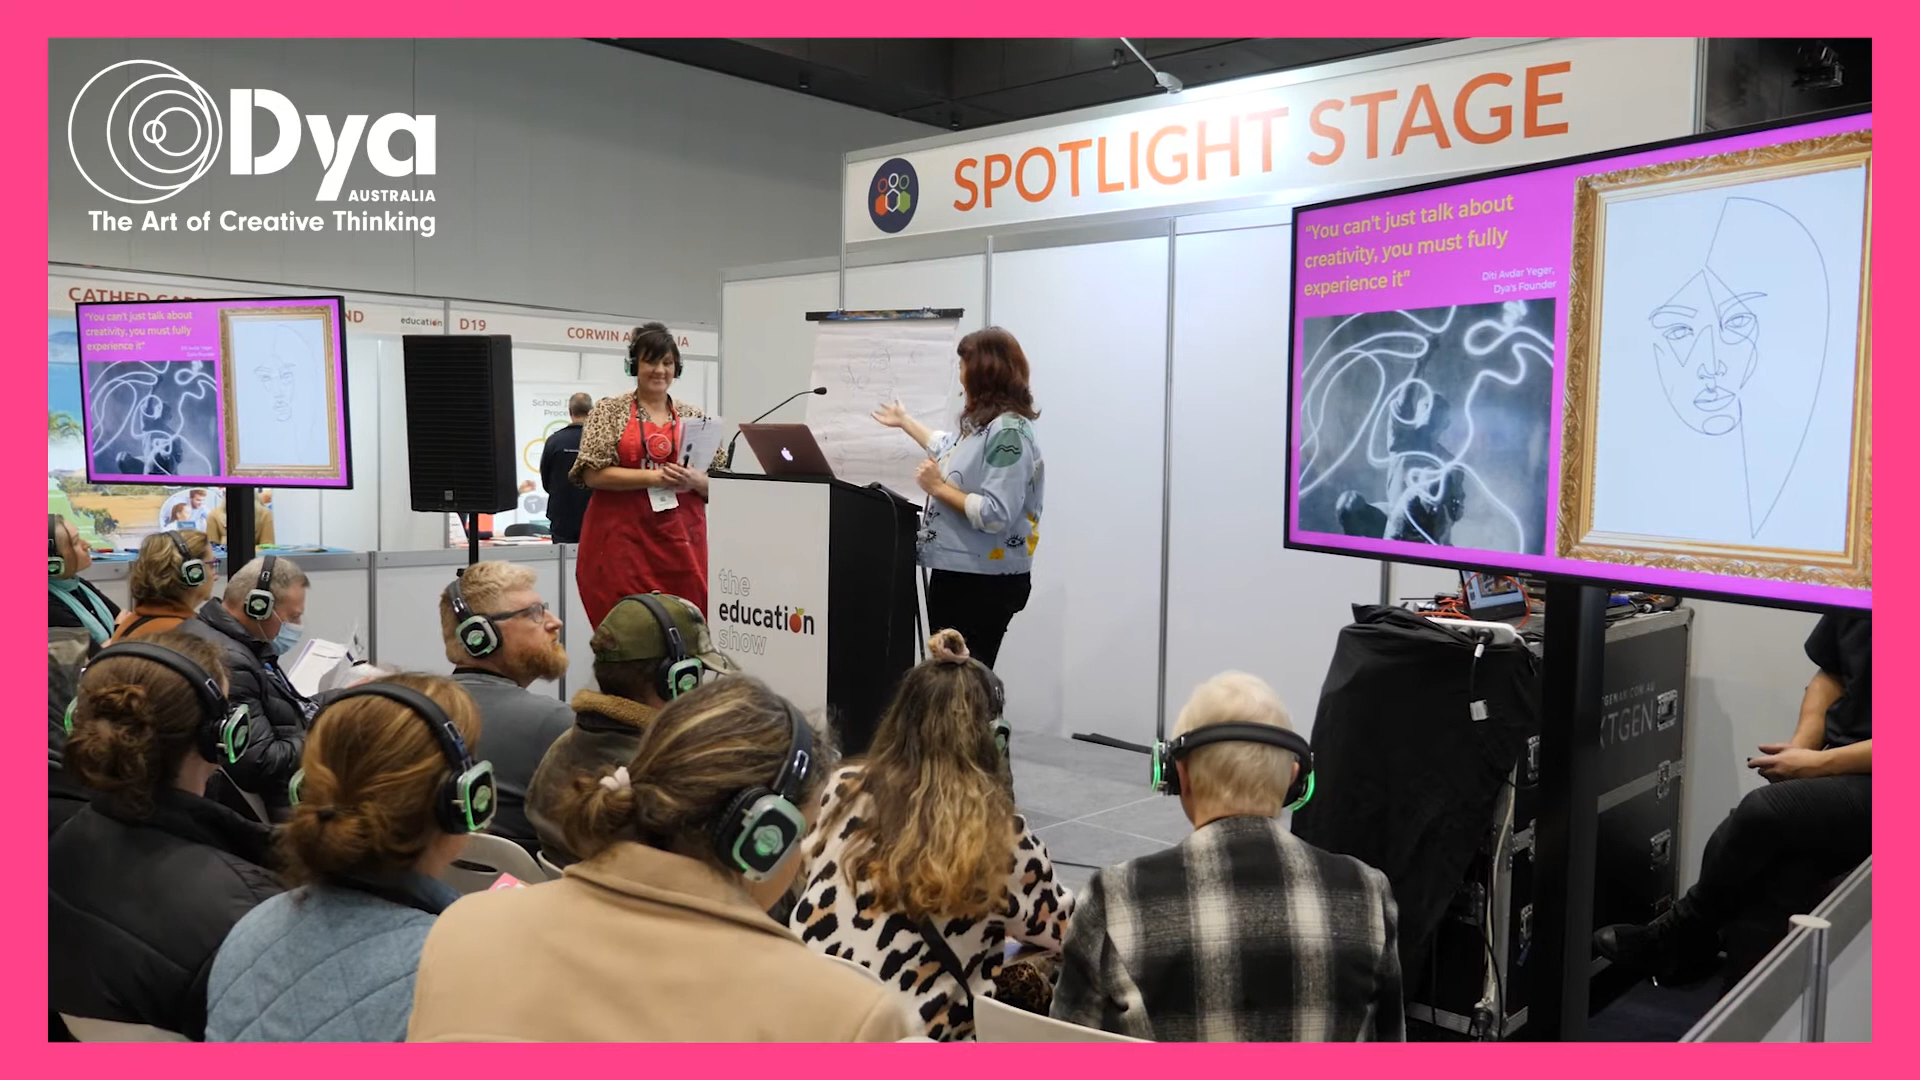 Dya
AUSTRALIA
The Art of Creative Thinking
SPOTLIGHT STAGE
"You can't just talk about
creativity, you must fully
experience it"
Diti Avdar Yeger,
Dya's Founder
"You can't just talk about
creativity, you must fully
experience it"
education
D19
CORWIN
School
the
education
show